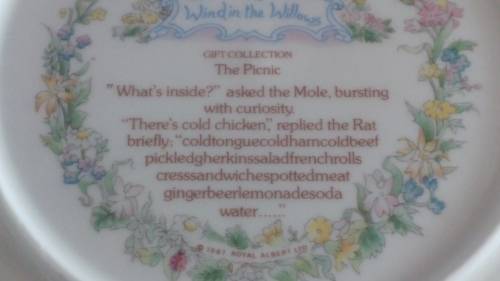 Wind in the Willows
GIFT COLLECTION
The Picnic
"What's inside?" asked the Mole, bursting
with curiosity.
"There's cold chicken," replied the Rat
briefly; "coldtonguecoldhamcoldbeef
pickledgherkinssaladfrenchrolls
cresssandwichespottedmeat
gingerbeerlemonadesoda
water......"
© 1987 ROYAL ALBERT LTD